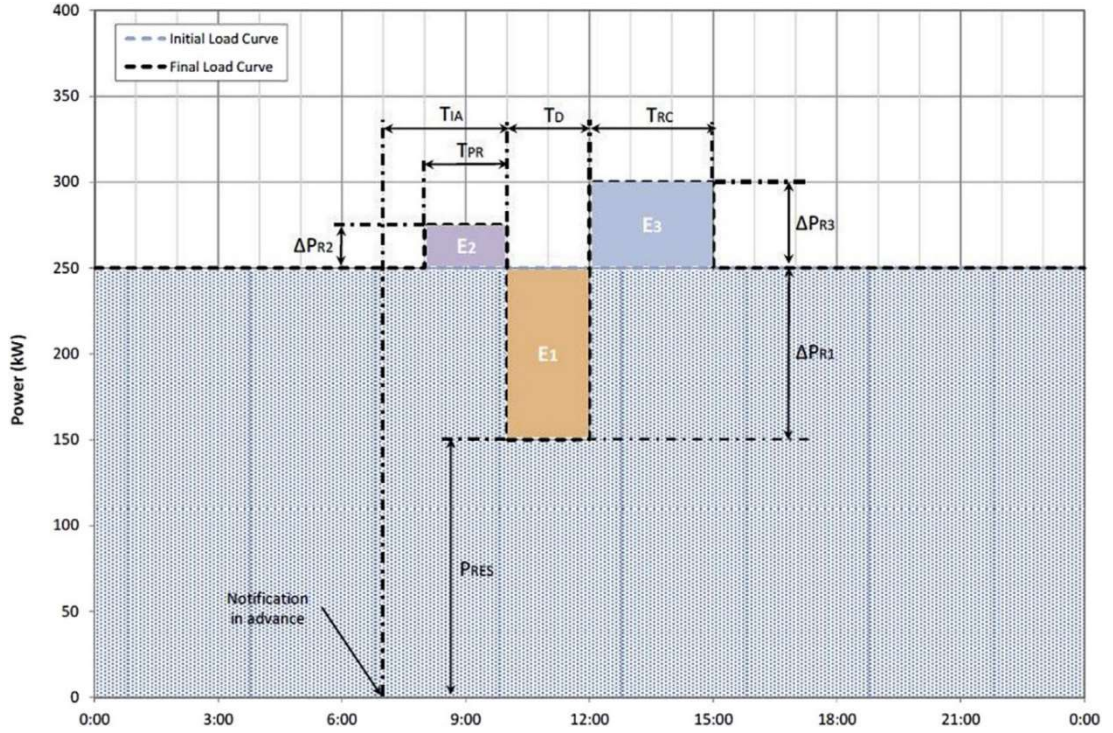 400
Initial Load Curve
Final Load Curve
350
TIA
TD
TRC
TPR
300
E2
E3
ΔPR2
ΔPR3
250
Power (kW)
200
E1
ΔPR1
150
100
PRES
Notification
in advance
50
0
0:00
3:00
6:00
9:00
12:00
15:00
18:00
21:00
0:00